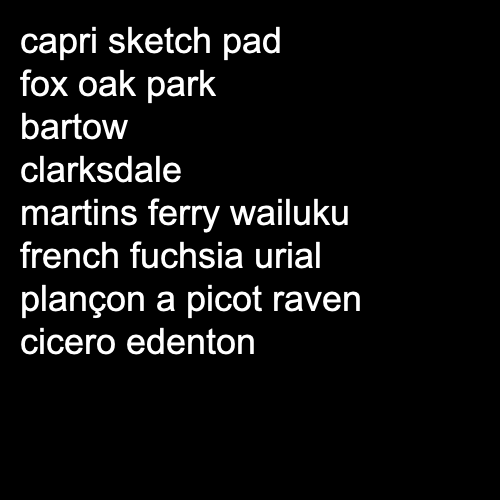 capri sketch pad
fox oak park
bartow
clarksdale
martins ferry wailuku
french fuchsia urial
plançon a picot raven
cicero edenton